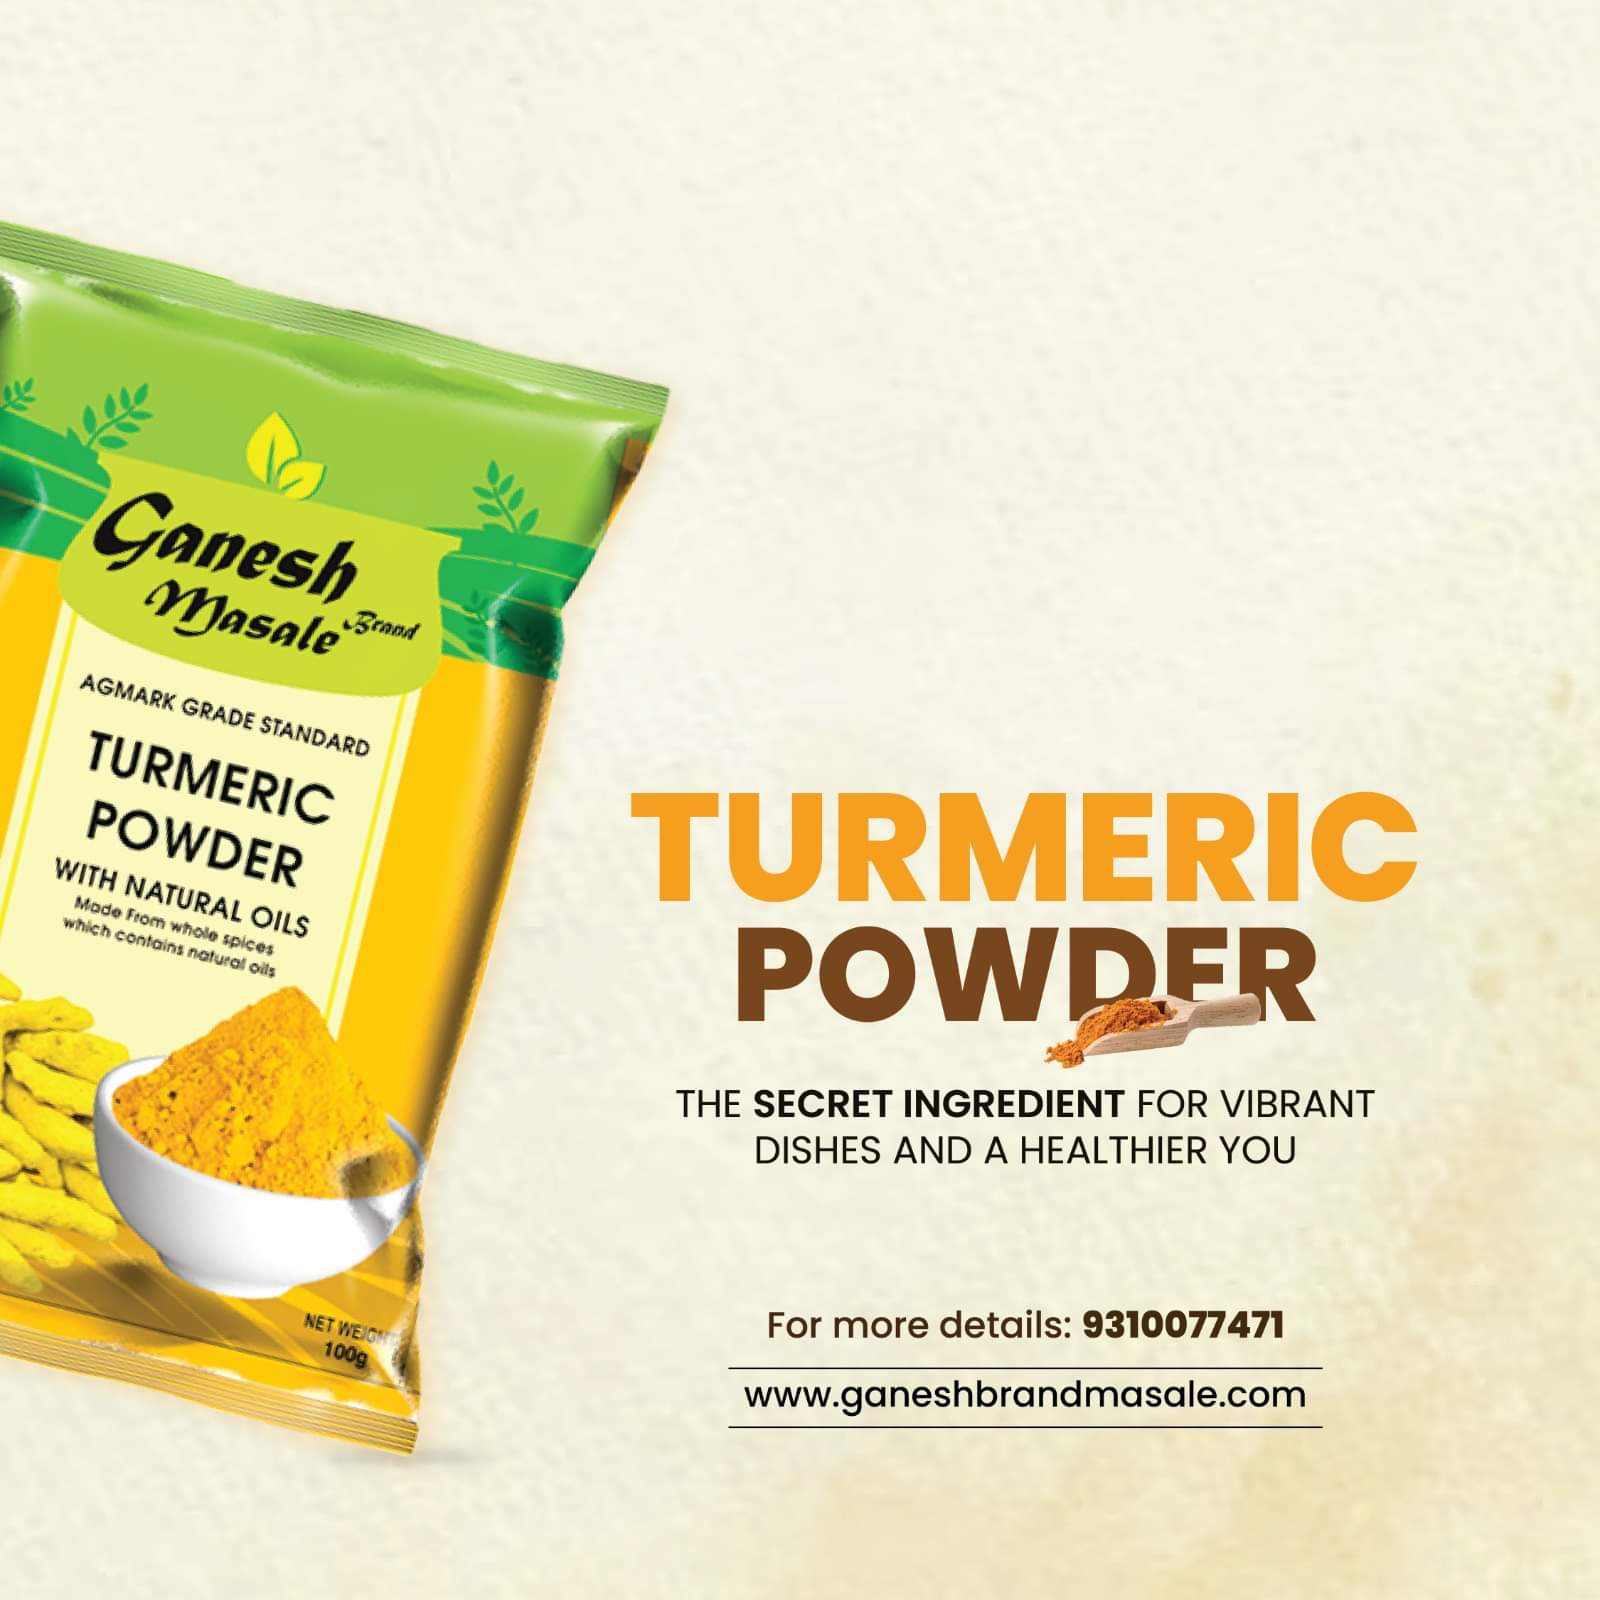 Ganesh
Masale Brand
AGMARK GRADE STANDARD
TURMERIC
POWDER
WITH NATURAL OILS
Made From whole spices
which contains natural oils
NET WEIGHT
100g
TURMERIC
POWDER
THE SECRET INGREDIENT FOR VIBRANT
DISHES AND A HEALTHIER YOU
For more details: 9310077471
www.ganeshbrandmasale.com